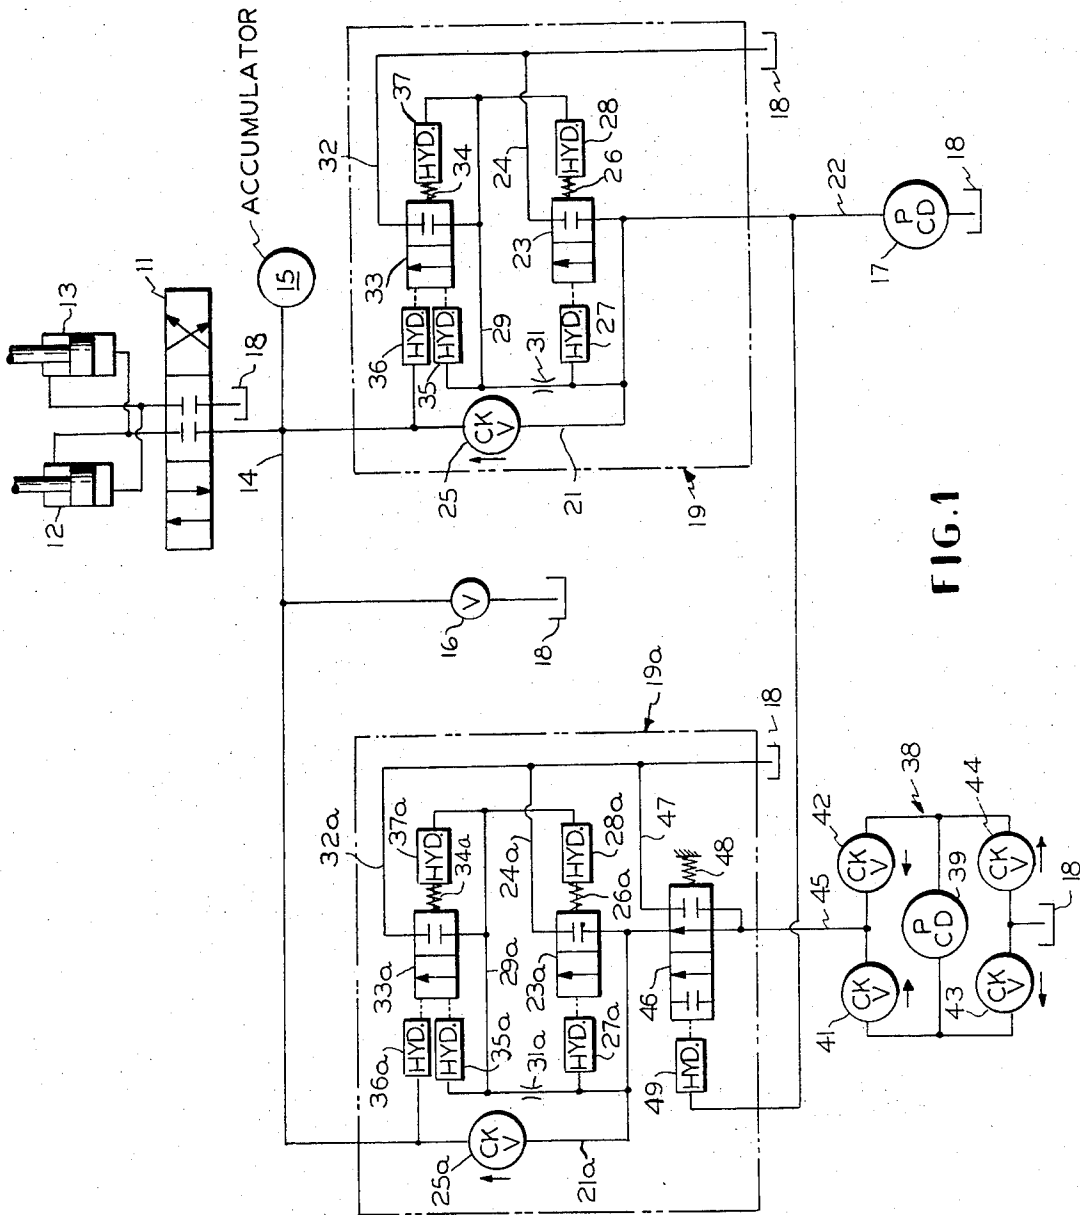 ACCUMULATOR
13
11
12
14
15
18
32
37
HYD.
34
33
36
HYD.
35
HYD.
29
24
28
HYD.
26
23
31
HYD.
27
25
CK
V
21
19
18
22
17
P
CD
18
16
V
18
19a
18
32a
37a
HYD.
34a
33a
36a
HYD.
35a
HYD.
29a
24a
28a
HYD.
26a
23a
31a
HYD.
27a
25a
CK
V
21a
47
48
46
49
HYD.
45
42
CK
V
38
44
CK
V
39
P
CD
41
CK
V
43
CK
V
18
FIG.1